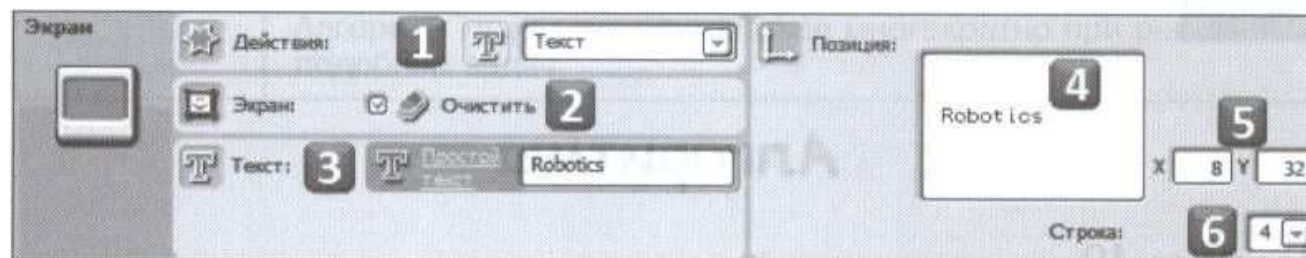 Экран
Действия: 1 Текст
Экран: Очистить 2
Текст: 3 Простой текст Robotics
Позиция:
4
Robotics
5
X 8 Y 32
Строка: 6 4